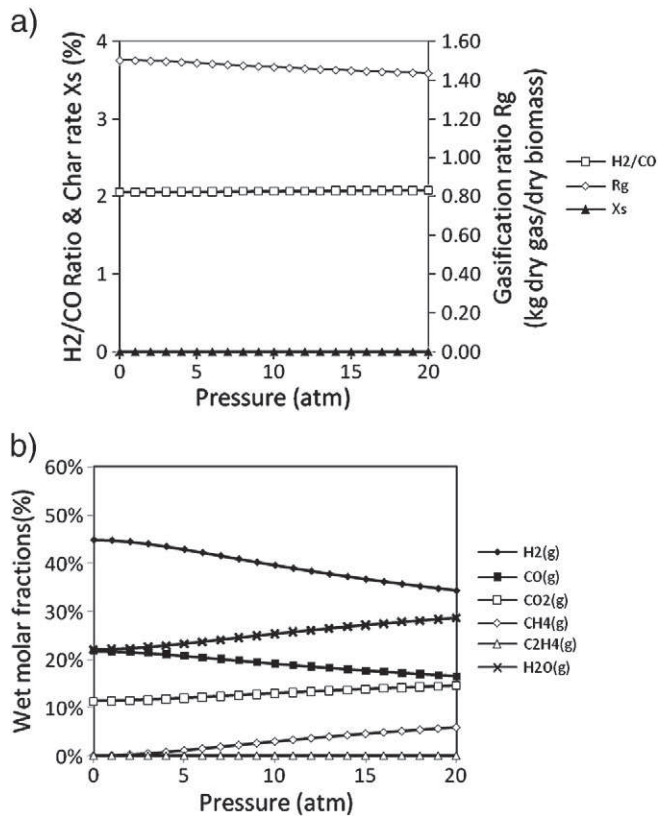 a)
H2/CO Ratio & Char rate Xs (%)
4
3
2
1
0
1.60
1.40
1.20
1.00
0.80
0.60
0.40
0.20
0.00
Gasification ratio Rg
(kg dry gas/dry biomass)
0 5 10 15 20
Pressure (atm)
H2/CO
Rg
Xs
b)
Wet molar fractions(%)
60%
50%
40%
30%
20%
10%
0%
0 5 10 15 20
Pressure (atm)
H2(g)
CO(g)
CO2(g)
CH4(g)
C2H4(g)
H2O(g)